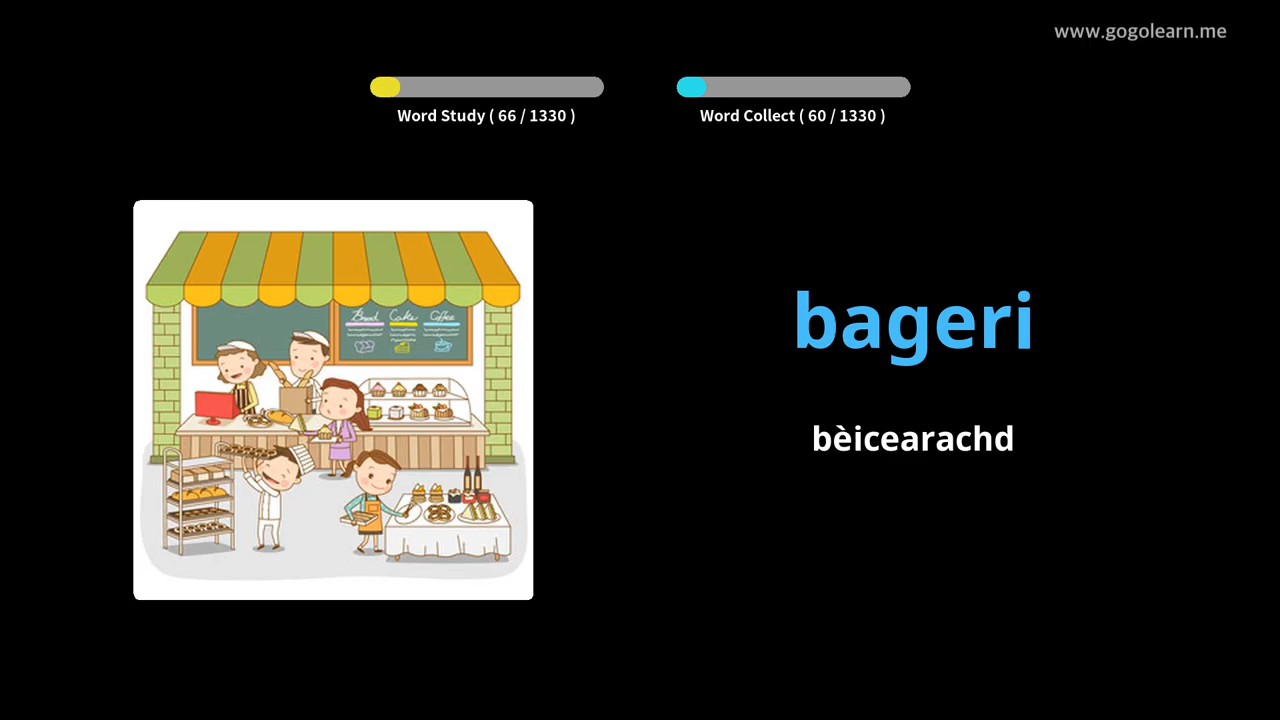 www.gogolearn.me
Word Study ( 66 / 1330 )
Word Collect ( 60 / 1330 )
Bread Cake Coffee
bageri
bèicearachd